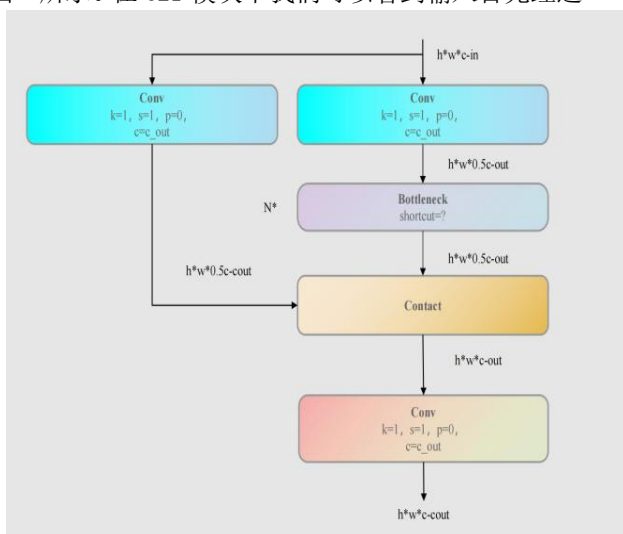 h*w*c-in
Conv
k=1, s=1, p=0,
c=c_out
Conv
k=1, s=1, p=0,
c=c_out
h*w*0.5c-out
N*
Bottleneck
shortcut=?
h*w*0.5c-cout
h*w*0.5c-out
Contact
h*w*c-out
Conv
k=1, s=1, p=0,
c=c_out
h*w*c-cout